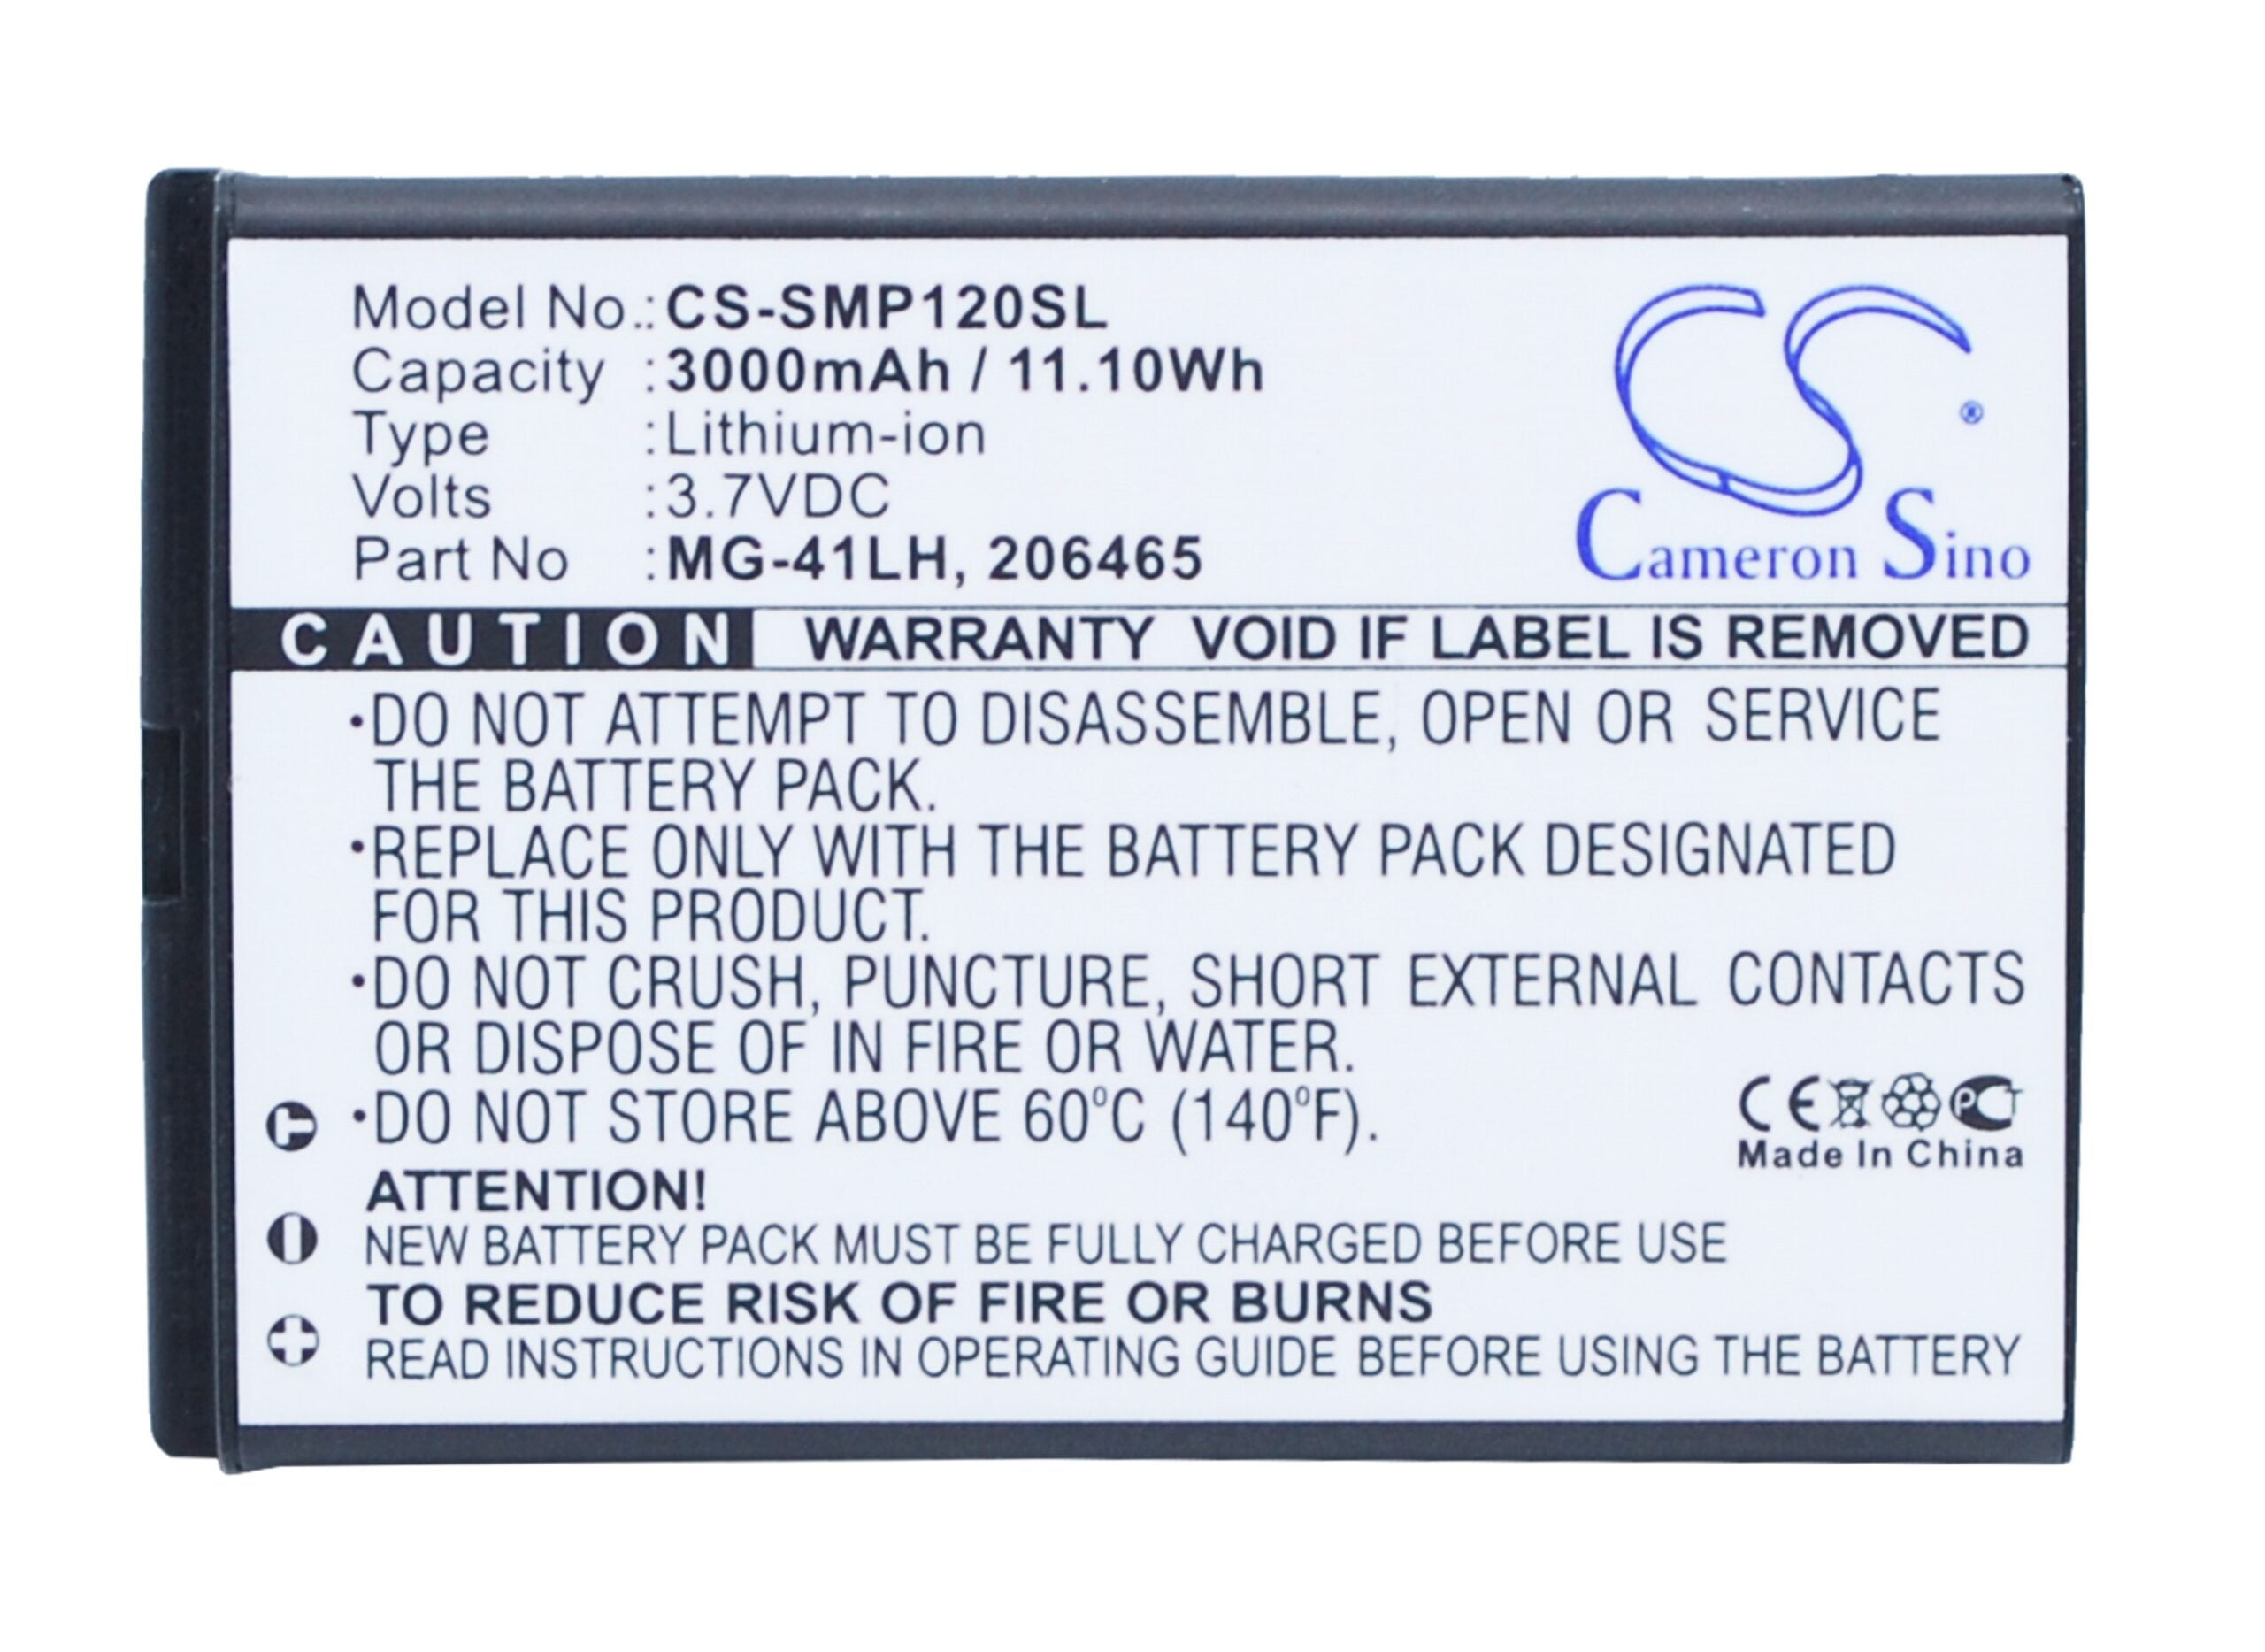 Model No.: CS-SMP120SL
Capacity : 3000mAh / 11.10Wh
Type : Lithium-ion
Volts : 3.7VDC
Part No : MG-41LH, 206465
CS ®
Cameron Sino
CAUTION WARRANTY VOID IF LABEL IS REMOVED
·DO NOT ATTEMPT TO DISASSEMBLE, OPEN OR SERVICE
THE BATTERY PACK.
·REPLACE ONLY WITH THE BATTERY PACK DESIGNATED
FOR THIS PRODUCT.
·DO NOT CRUSH, PUNCTURE, SHORT EXTERNAL CONTACTS
OR DISPOSE OF IN FIRE OR WATER.
·DO NOT STORE ABOVE 60°C (140°F).
CE PCT
Made In China
T
ATTENTION!
NEW BATTERY PACK MUST BE FULLY CHARGED BEFORE USE
TO REDUCE RISK OF FIRE OR BURNS
READ INSTRUCTIONS IN OPERATING GUIDE BEFORE USING THE BATTERY